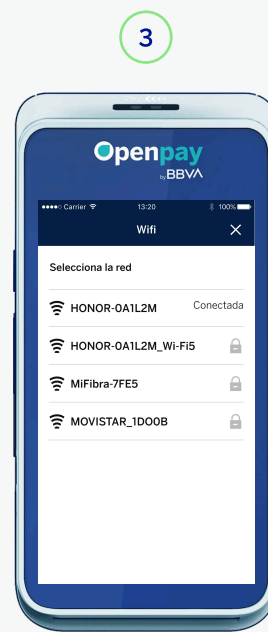 3
Openpay
by BBVA
Carrier 13:20 100%
Wifi
Selecciona la red
HONOR-0A1L2M Conectada
HONOR-0A1L2M_Wi-Fi5
MiFibra-7FE5
MOVISTAR_1DO0B